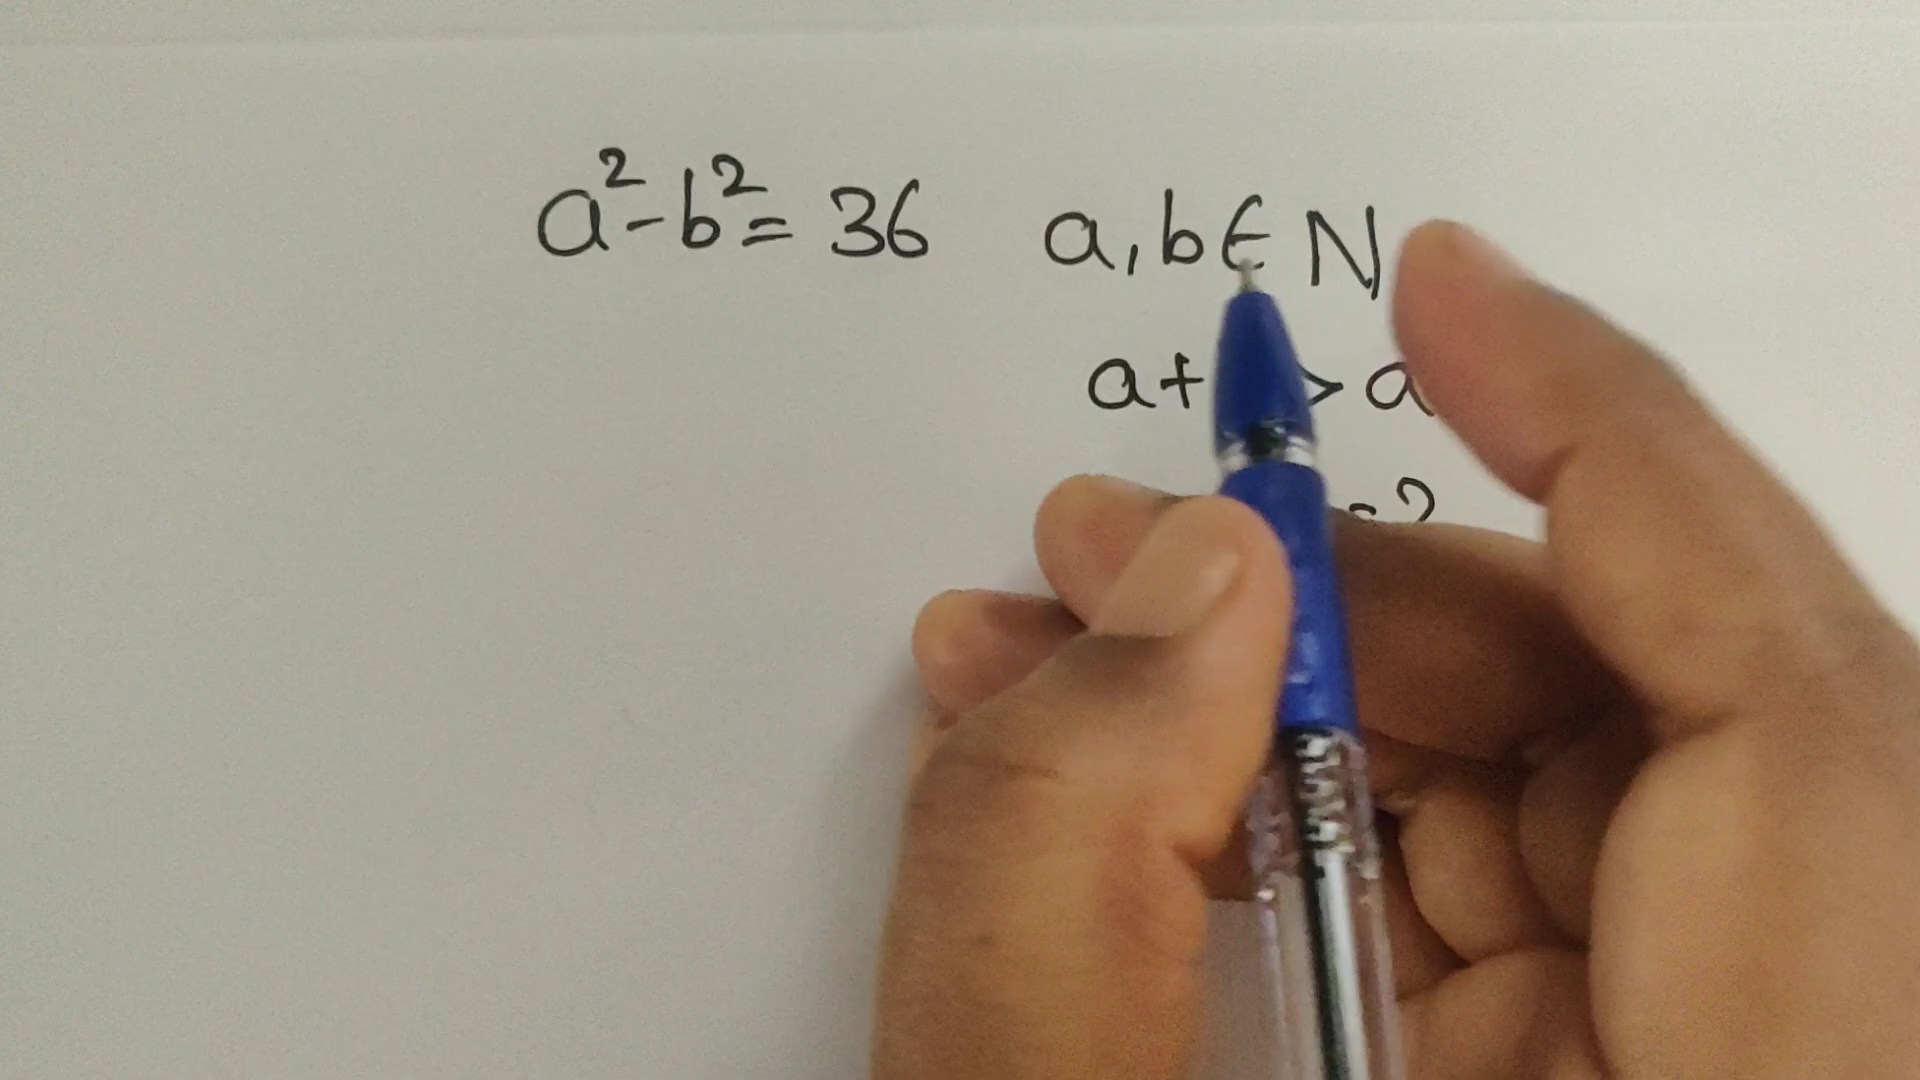 a² - b² = 36 a, b ∈ N
a + > a
= ?